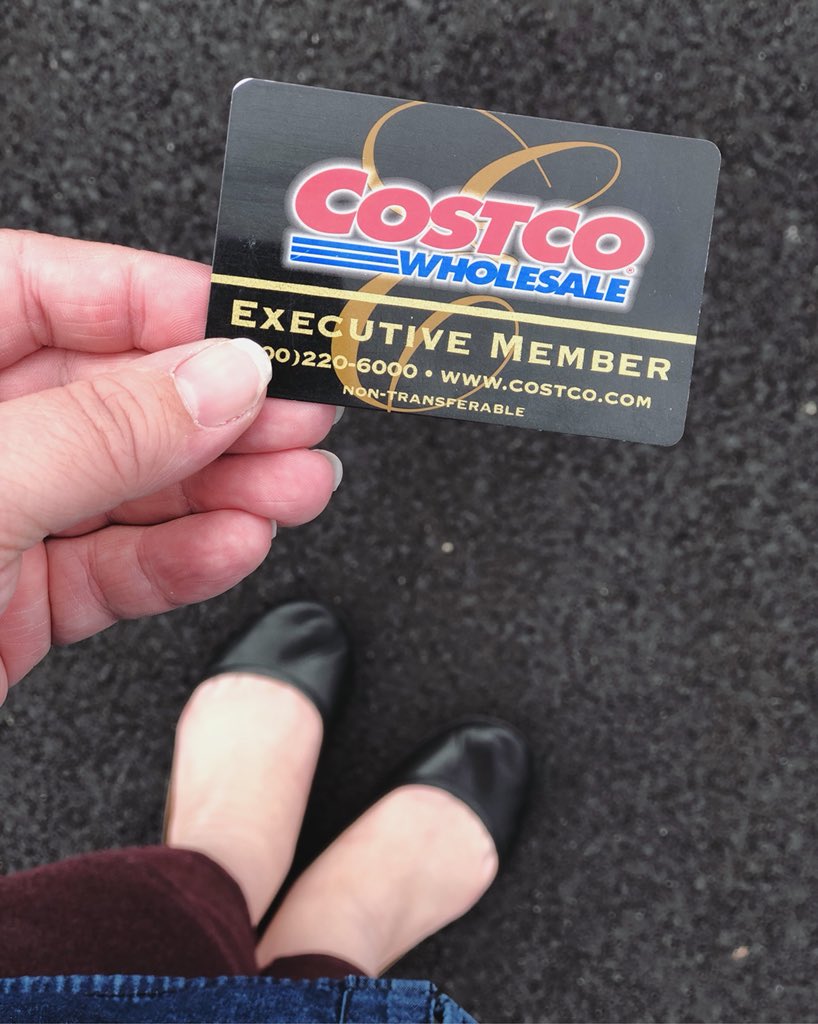 COSTCO
WHOLESALE
EXECUTIVE MEMBER
00)220-6000 • WWW.COSTCO.COM
NON-TRANSFERABLE